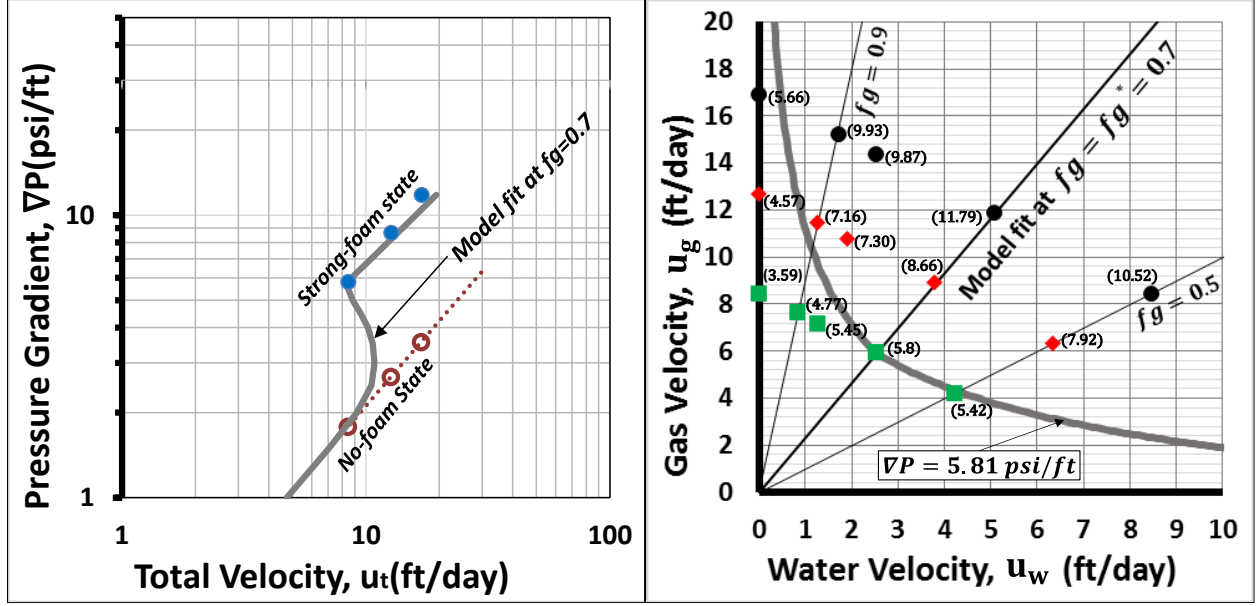 Pressure Gradient, ∇P(psi/ft)
10
1
Strong-foam state
Model fit at fg=0.7
No-foam State
1
10
100
Total Velocity, ut(ft/day)
Gas Velocity, ug (ft/day)
20
18
16
14
12
10
8
6
4
2
0
fg = 0.9
(5.66)
(9.93)
(9.87)
(4.57)
(7.16)
(7.30)
(11.79)
Model fit at fg = fg* = 0.7
(8.66)
(3.59)
(4.77)
(5.45)
(10.52)
fg = 0.5
(5.8)
(7.92)
(5.42)
∇P = 5.81 psi/ft
0 1 2 3 4 5 6 7 8 9 10
Water Velocity, uw (ft/day)